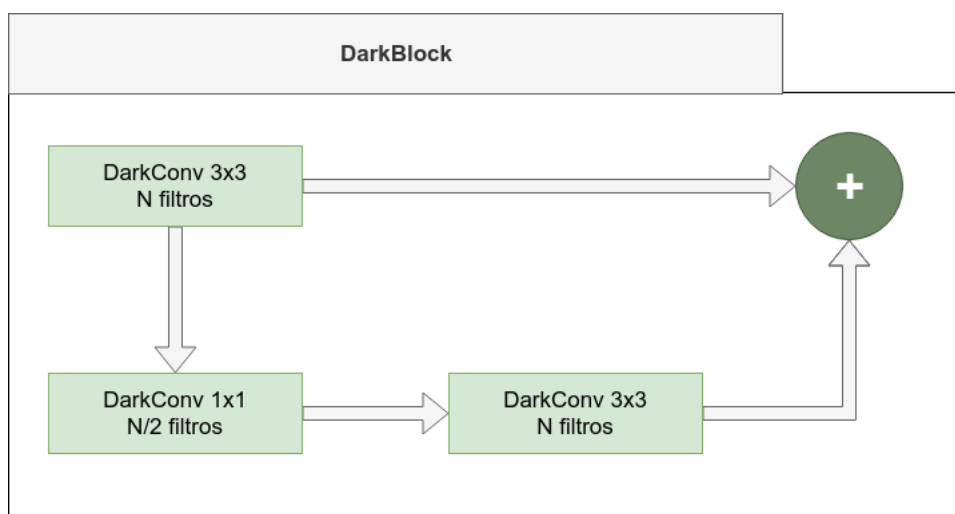 DarkBlock
DarkConv 3x3
N filtros
+
DarkConv 1x1
N/2 filtros
DarkConv 3x3
N filtros